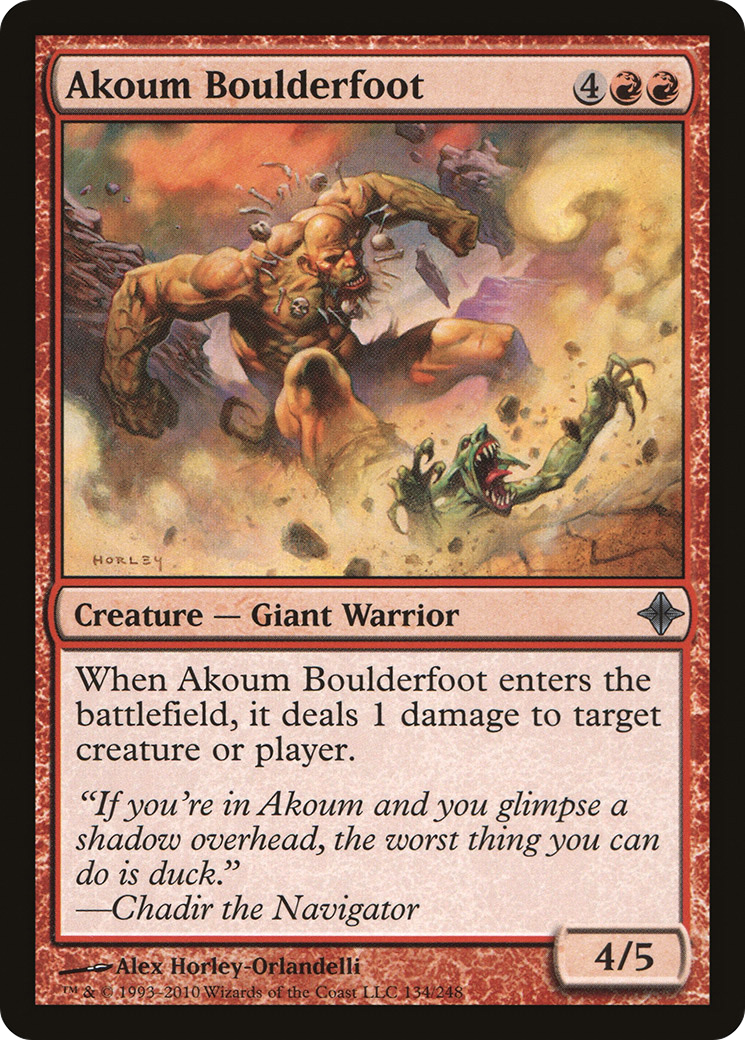 Akoum Boulderfoot 4
HORLEY
Creature — Giant Warrior
When Akoum Boulderfoot enters the
battlefield, it deals 1 damage to target
creature or player.
“If you’re in Akoum and you glimpse a
shadow overhead, the worst thing you can
do is duck.”
—Chadir the Navigator
4/5
Alex Horley-Orlandelli
™ & © 1993–2010 Wizards of the Coast LLC 134/248